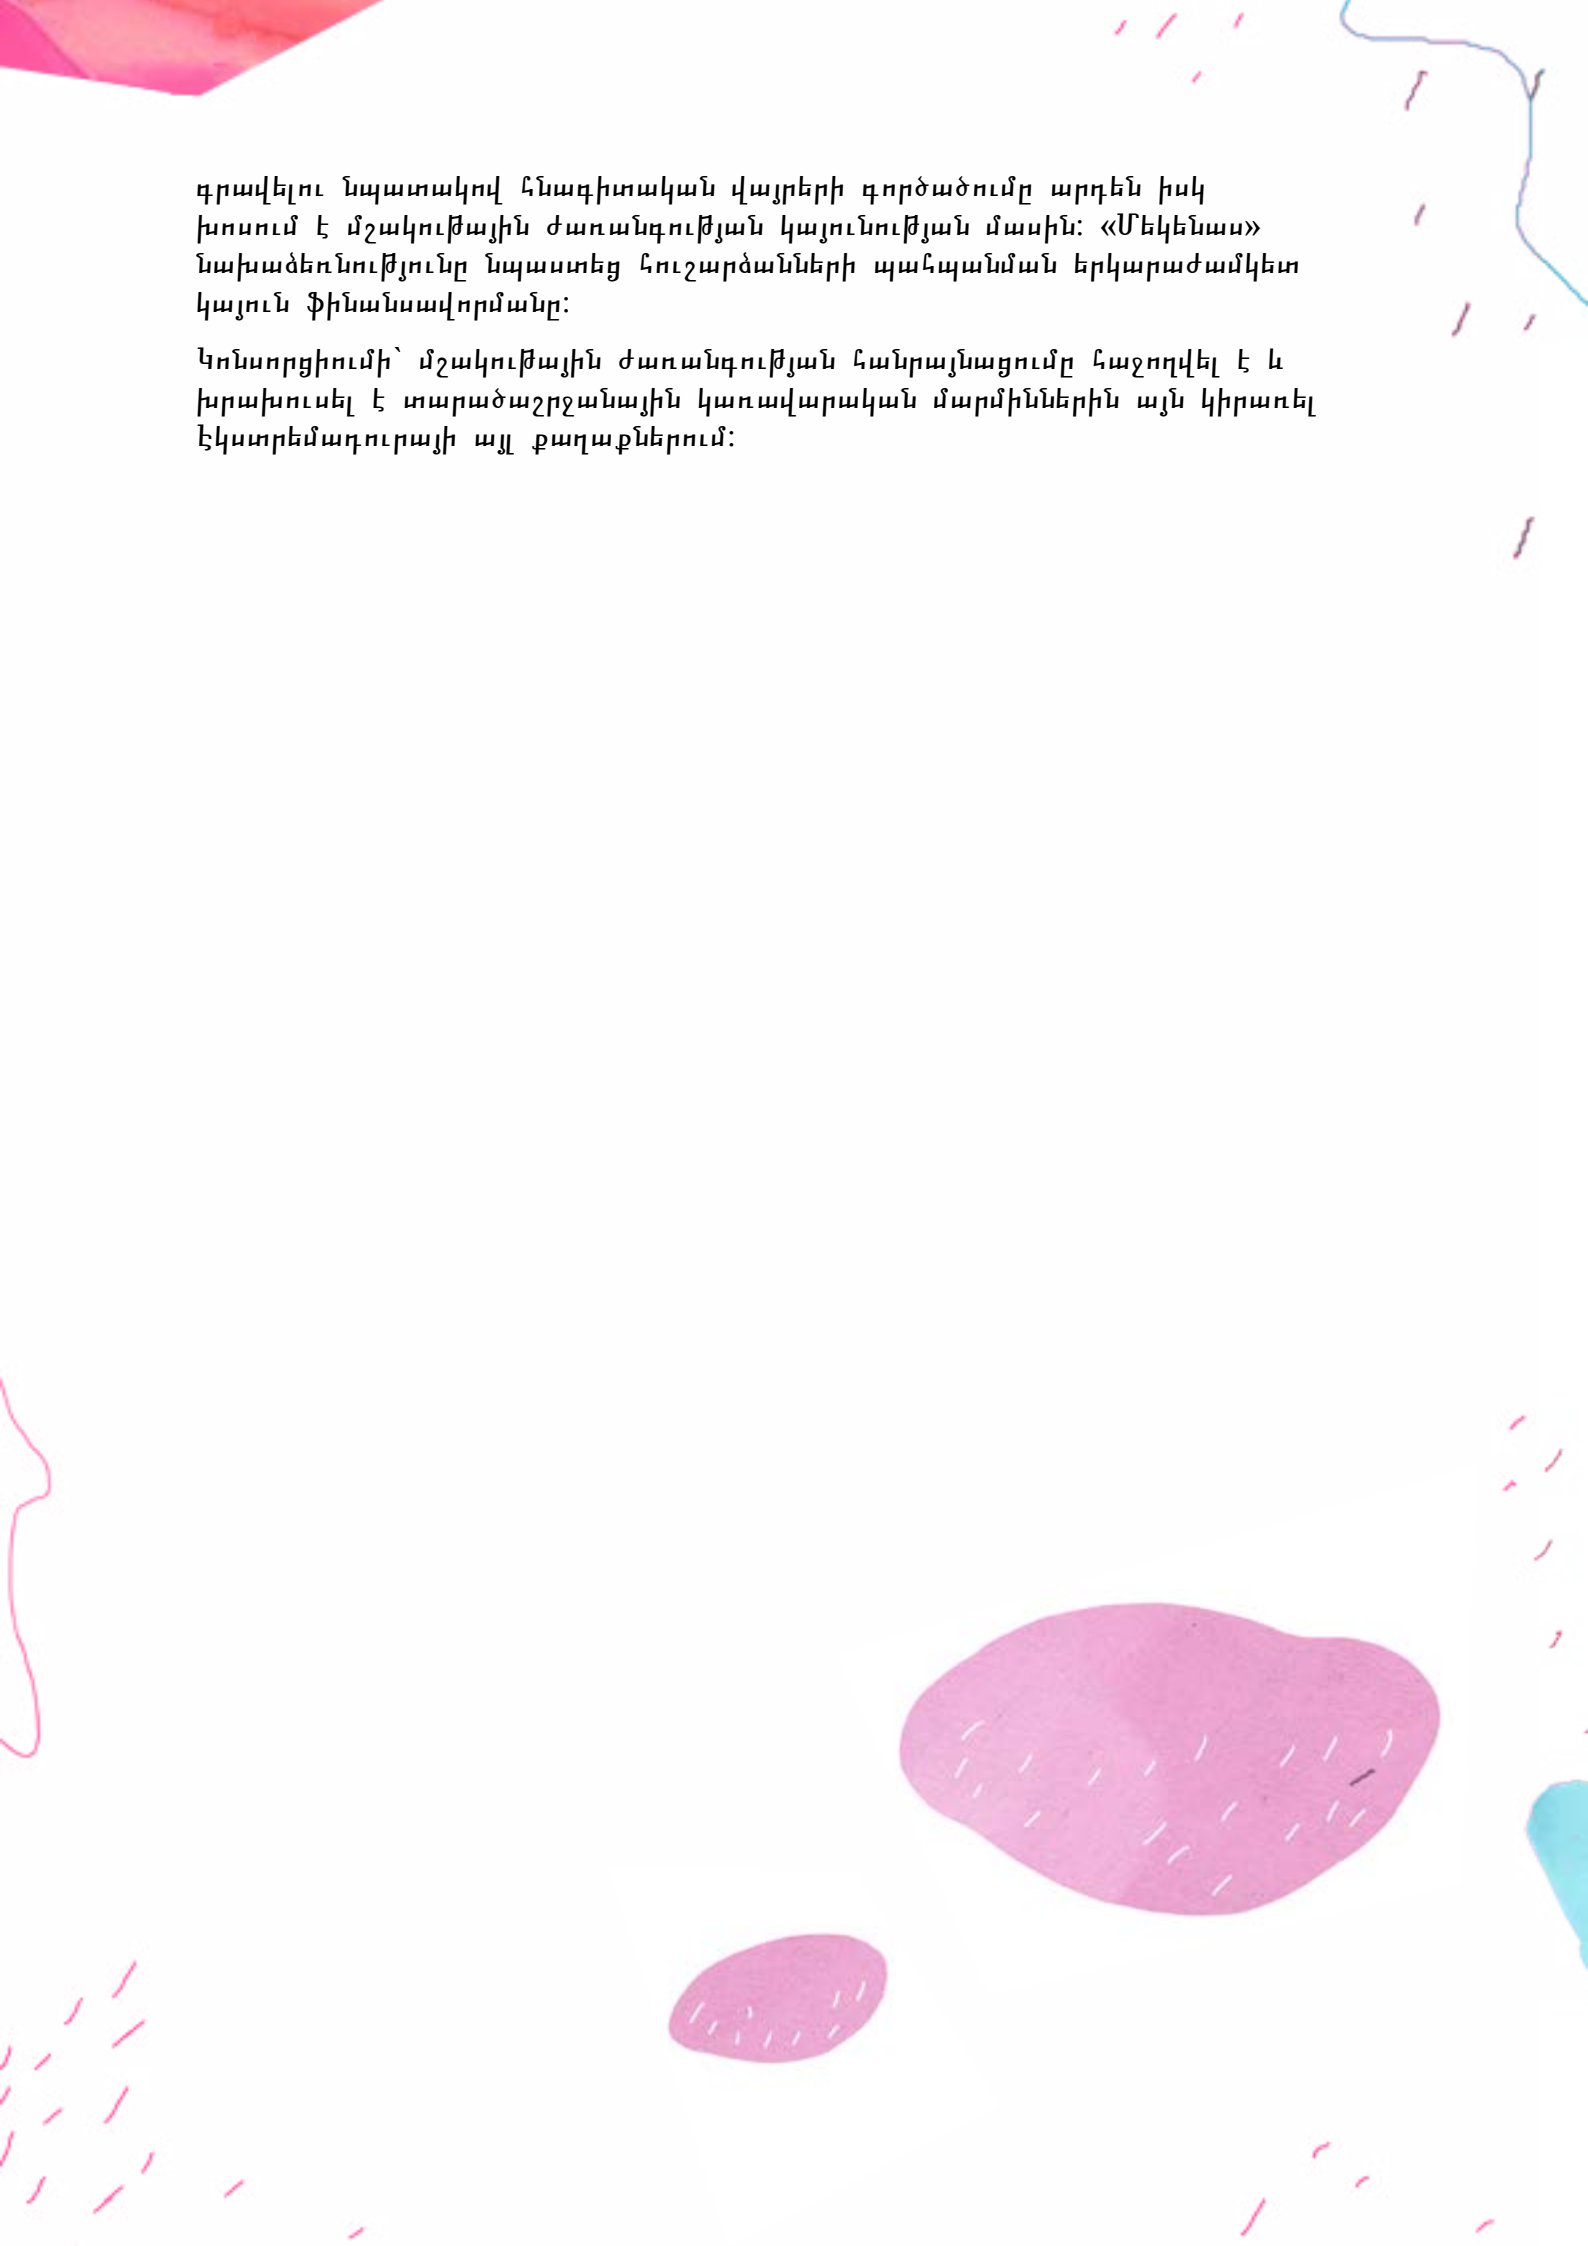 գրավելու նպատակով հնագիտական վայրերի գործածումը արդեն իսկ
խոսում է մշակութային ժառանգության կայունության մասին: «Մեկենաս»
նախաձեռնությունը նպաստեց հուշարձանների պահպանման երկարաժամկետ
կայուն ֆինանսավորմանը:
Կոնսորցիումի՝ մշակութային ժառանգության հանրայնացումը հաջողվել է և
խրախուսել է տարածաշրջանային կառավարական մարմիններին այն կիրառել
Էկստրեմադուրայի այլ քաղաքներում: